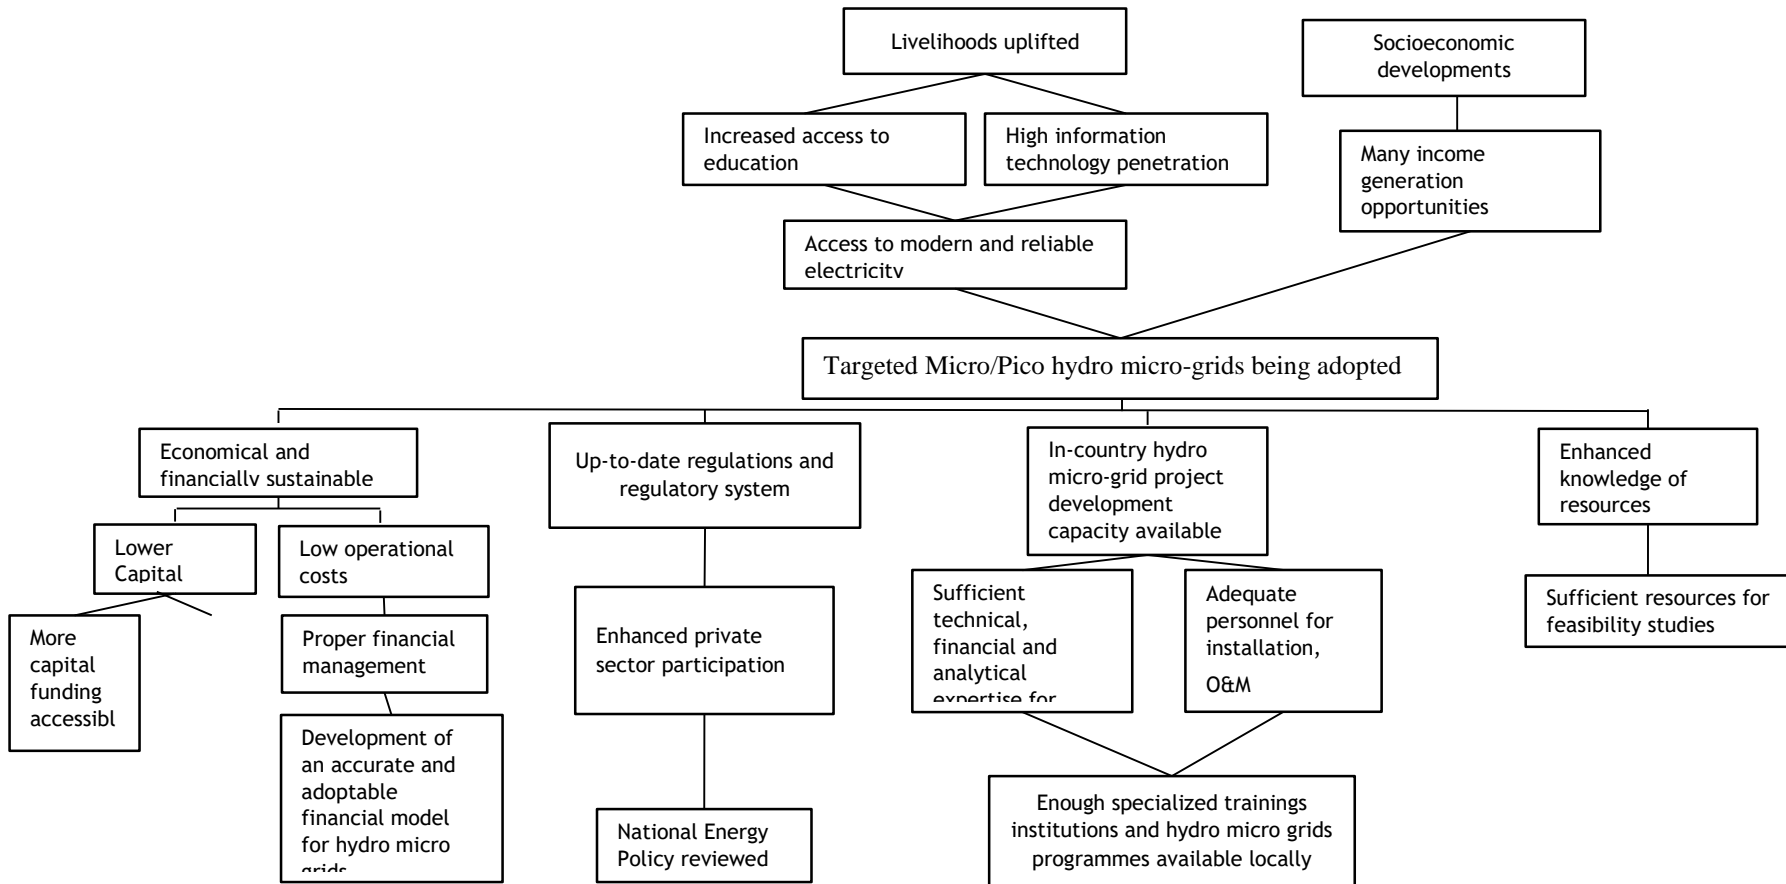 Livelihoods uplifted
Socioeconomic
developments
Increased access to
education
High information
technology penetration
Many income
generation
opportunities
Access to modern and reliable
electricity
Targeted Micro/Pico hydro micro-grids being adopted
Economical and
financially sustainable
Up-to-date regulations and
regulatory system
In-country hydro
micro-grid project
development
capacity available
Enhanced
knowledge of
resources
Lower
Capital
Low operational
costs
Sufficient
technical,
financial and
analytical
expertise for
Adequate
personnel for
installation,
O&M
Sufficient resources for
feasibility studies
More
capital
funding
accessibl
Proper financial
management
Enhanced private
sector participation
Development of
an accurate and
adoptable
financial model
for hydro micro
grids
National Energy
Policy reviewed
Enough specialized trainings
institutions and hydro micro grids
programmes available locally